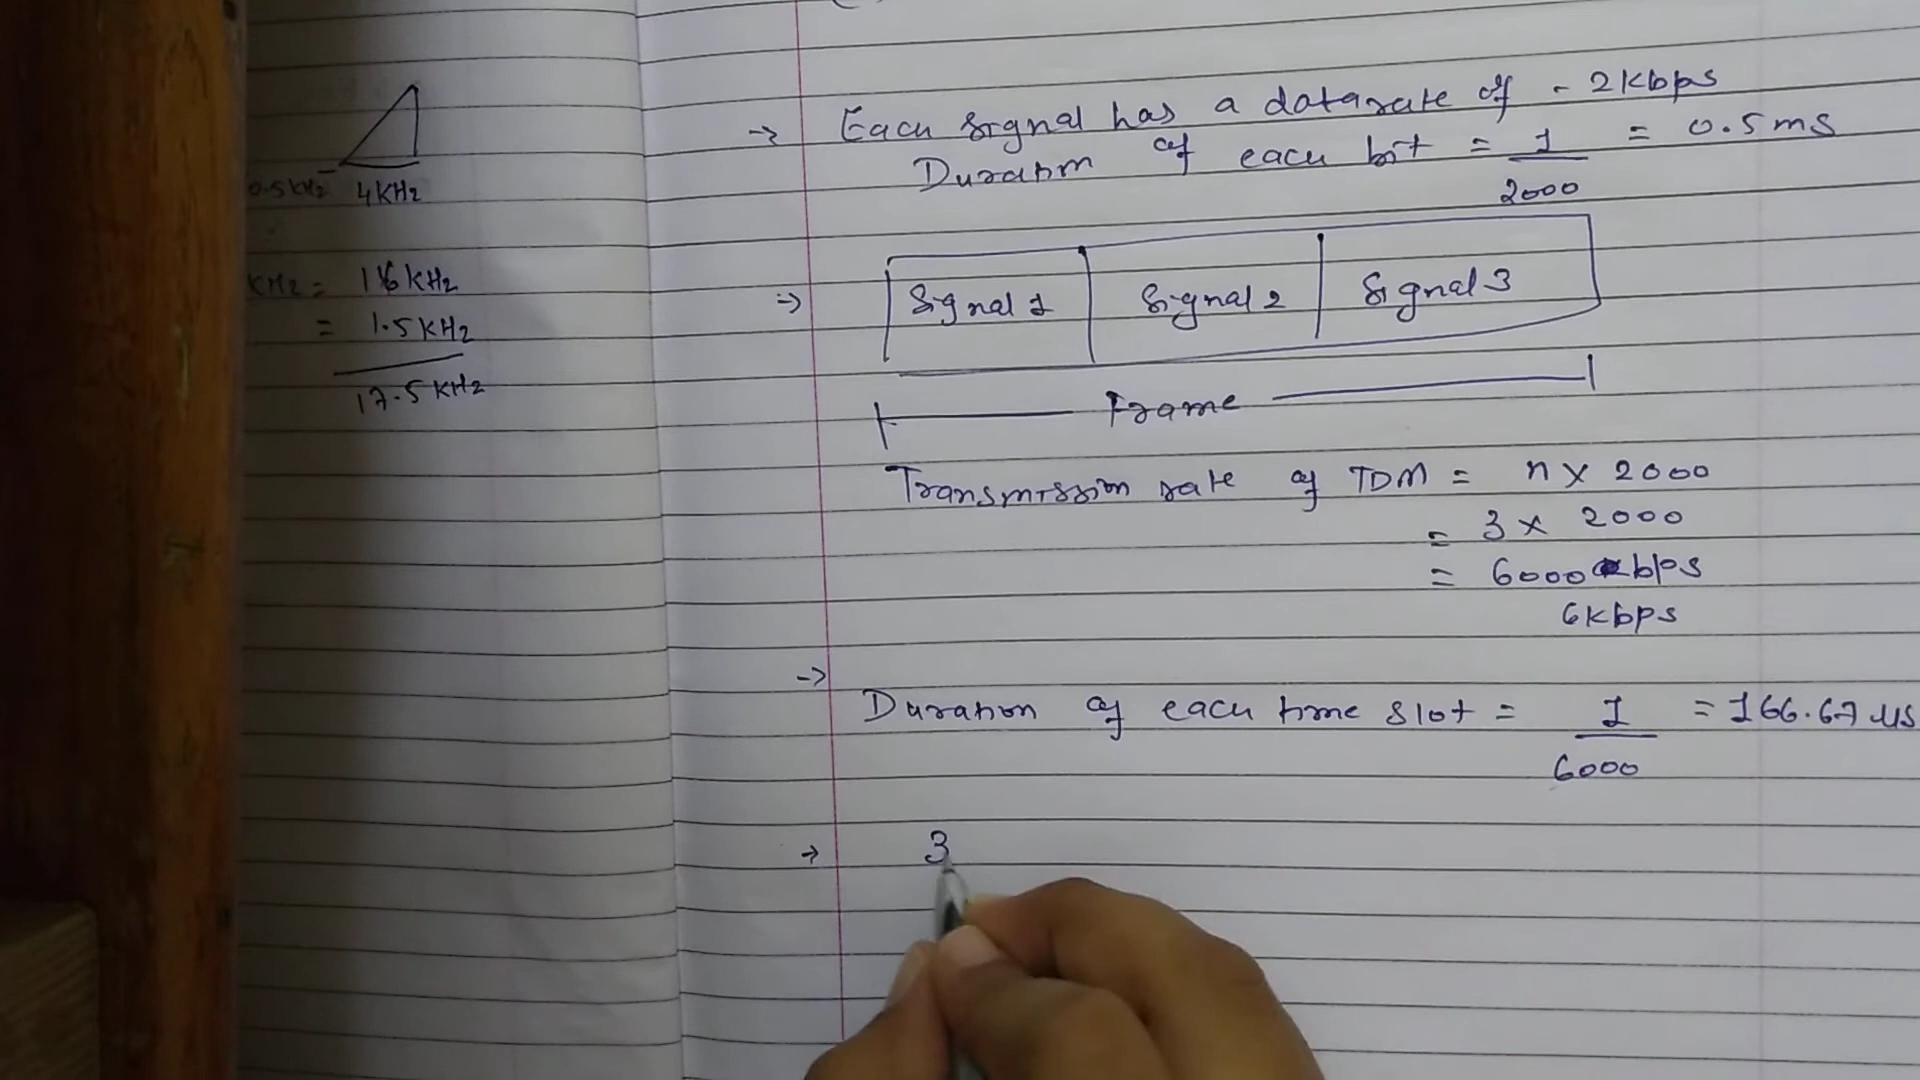 0.5KHz 4KHz
KHz = 16KHz
= 1.5KHz
17.5KHz
→ Each signal has a datarate of - 2kbps
Duration of each bit = 1/2000 = 0.5ms
→ Signal 1 Signal 2 Signal 3
Frame
Transmission rate of TDM = n x 2000
= 3 x 2000
= 6000 bps
6kbps
→
Duration of each time slot = 1/6000 = 166.67 us
→ 3